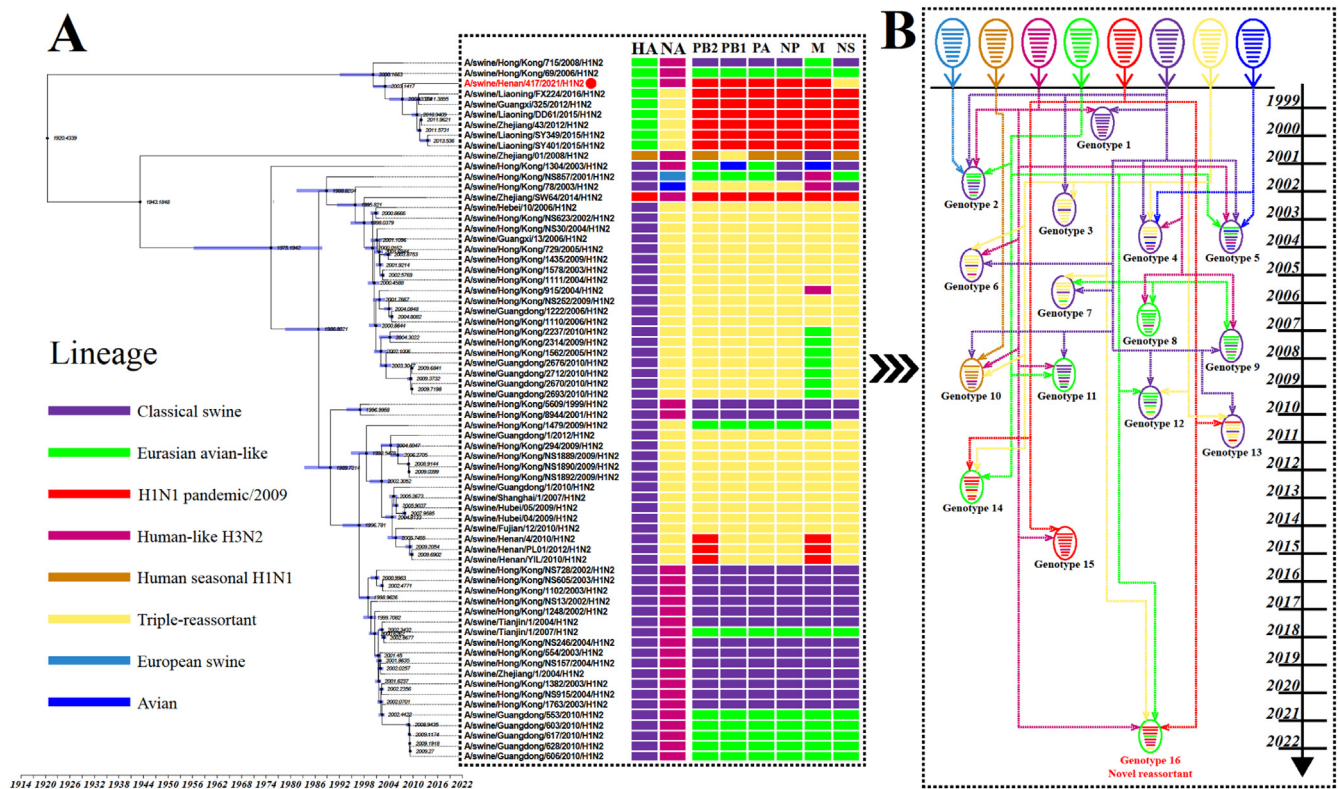 A
HA NA PB2 PB1 PA NP M NS
A/swine/Hong/Kong/715/2008/H1N2
A/swine/Hong/Kong/69/2006/H1N2
A/swine/Henan/417/2021/H1N2
A/swine/Liaoning/FX224/2016/H1N2
A/swine/Guangxi/325/2012/H1N2
A/swine/Liaoning/DD61/2015/H1N2
A/swine/Zhejiang/43/2012/H1N2
A/swine/Liaoning/SY349/2015/H1N2
A/swine/Liaoning/SY401/2015/H1N2
A/swine/Zhejiang/01/2008/H1N2
A/swine/Hong/Kong/1304/2003/H1N2
A/swine/Hong/Kong/NS857/2001/H1N2
A/swine/Hong/Kong/78/2003/H1N2
A/swine/Zhejiang/SW64/2014/H1N2
A/swine/Hebei/10/2006/H1N2
A/swine/Hong/Kong/NS623/2002/H1N2
A/swine/Hong/Kong/NS30/2004/H1N2
A/swine/Guangxi/13/2006/H1N2
A/swine/Hong/Kong/729/2005/H1N2
A/swine/Hong/Kong/1435/2009/H1N2
A/swine/Hong/Kong/1578/2003/H1N2
A/swine/Hong/Kong/1111/2004/H1N2
A/swine/Hong/Kong/915/2004/H1N2
A/swine/Hong/Kong/NS252/2009/H1N2
A/swine/Guangdong/1222/2006/H1N2
A/swine/Hong/Kong/1110/2006/H1N2
A/swine/Hong/Kong/2237/2010/H1N2
A/swine/Hong/Kong/2314/2009/H1N2
A/swine/Hong/Kong/1562/2005/H1N2
A/swine/Guangdong/2676/2010/H1N2
A/swine/Guangdong/2712/2010/H1N2
A/swine/Guangdong/2670/2010/H1N2
A/swine/Guangdong/2693/2010/H1N2
A/swine/Hong/Kong/5609/1999/H1N2
A/swine/Hong/Kong/8944/2001/H1N2
A/swine/Hong/Kong/1479/2009/H1N2
A/swine/Guangdong/1/2012/H1N2
A/swine/Hong/Kong/294/2009/H1N2
A/swine/Hong/Kong/NS1889/2009/H1N2
A/swine/Hong/Kong/NS1890/2009/H1N2
A/swine/Hong/Kong/NS1892/2009/H1N2
A/swine/Guangdong/1/2010/H1N2
A/swine/Shanghai/1/2007/H1N2
A/swine/Hubei/05/2009/H1N2
A/swine/Hubei/04/2009/H1N2
A/swine/Fujian/12/2010/H1N2
A/swine/Henan/4/2010/H1N2
A/swine/Henan/PL01/2012/H1N2
A/swine/Henan/YIL/2010/H1N2
A/swine/Hong/Kong/NS728/2002/H1N2
A/swine/Hong/Kong/NS605/2003/H1N2
A/swine/Hong/Kong/1102/2003/H1N2
A/swine/Hong/Kong/NS13/2002/H1N2
A/swine/Hong/Kong/1248/2002/H1N2
A/swine/Tianjin/1/2004/H1N2
A/swine/Tianjin/1/2007/H1N2
A/swine/Hong/Kong/NS246/2004/H1N2
A/swine/Hong/Kong/554/2003/H1N2
A/swine/Hong/Kong/NS157/2004/H1N2
A/swine/Zhejiang/1/2004/H1N2
A/swine/Hong/Kong/1382/2003/H1N2
A/swine/Hong/Kong/NS915/2004/H1N2
A/swine/Hong/Kong/1763/2003/H1N2
A/swine/Guangdong/553/2010/H1N2
A/swine/Guangdong/603/2010/H1N2
A/swine/Guangdong/617/2010/H1N2
A/swine/Guangdong/628/2010/H1N2
A/swine/Guangdong/606/2010/H1N2
2000.1663
2003.1417
1920.4339
1943.1848
1975.1942
2004.3022
1996.9958
2002.3052
1996.781
1999.7082
2009.27
Lineage
Classical swine
Eurasian avian-like
H1N1 pandemic/2009
Human-like H3N2
Human seasonal H1N1
Triple-reassortant
European swine
Avian
1914 1920 1926 1932 1938 1944 1950 1956 1962 1968 1974 1980 1986 1992 1998 2004 2010 2016 2022
B
Genotype 1
Genotype 2
Genotype 3
Genotype 4
Genotype 5
Genotype 6
Genotype 7
Genotype 8
Genotype 9
Genotype 10
Genotype 11
Genotype 12
Genotype 13
Genotype 14
Genotype 15
Genotype 16
Novel reassortant
1999
2000
2001
2002
2003
2004
2005
2006
2007
2008
2009
2010
2011
2012
2013
2014
2015
2016
2017
2018
2019
2020
2021
2022